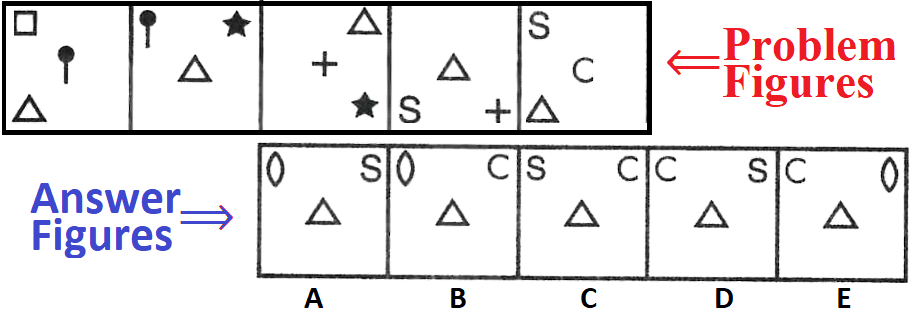 S
C
S
Problem
Figures
Answer
Figures
S
C
S C
C S
C
A B C D E